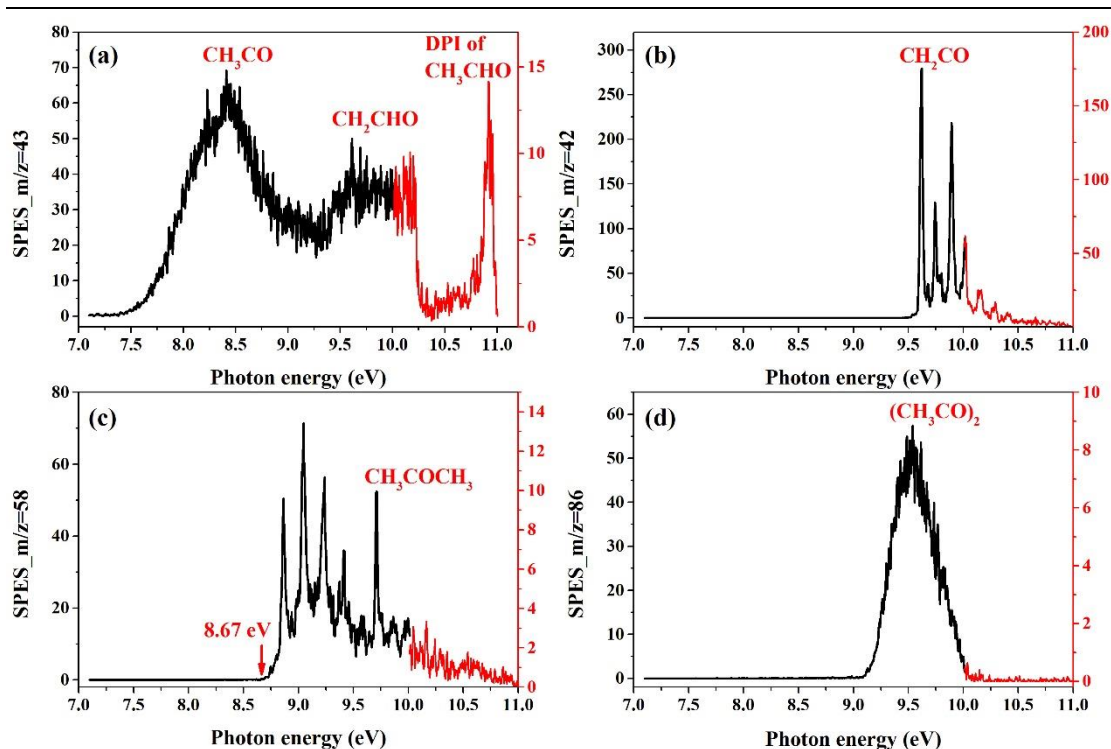 (a)
CH₃CO
DPI of
CH₃CHO
CH₂CHO
SPES_m/z=43
80
70
60
50
40
30
20
10
0
15
10
5
0
7.0 7.5 8.0 8.5 9.0 9.5 10.0 10.5 11.0
Photon energy (eV)
(b)
CH₂CO
SPES_m/z=42
300
250
200
150
100
50
0
200
150
100
50
7.0 7.5 8.0 8.5 9.0 9.5 10.0 10.5 11.0
Photon energy (eV)
(c)
CH₃COCH₃
8.67 eV
SPES_m/z=58
80
60
40
20
0
14
12
10
8
6
4
2
0
7.0 7.5 8.0 8.5 9.0 9.5 10.0 10.5 11.0
Photon energy (eV)
(d)
(CH₃CO)₂
SPES_m/z=86
60
50
40
30
20
10
0
10
8
6
4
2
0
7.0 7.5 8.0 8.5 9.0 9.5 10.0 10.5 11.0
Photon energy (eV)